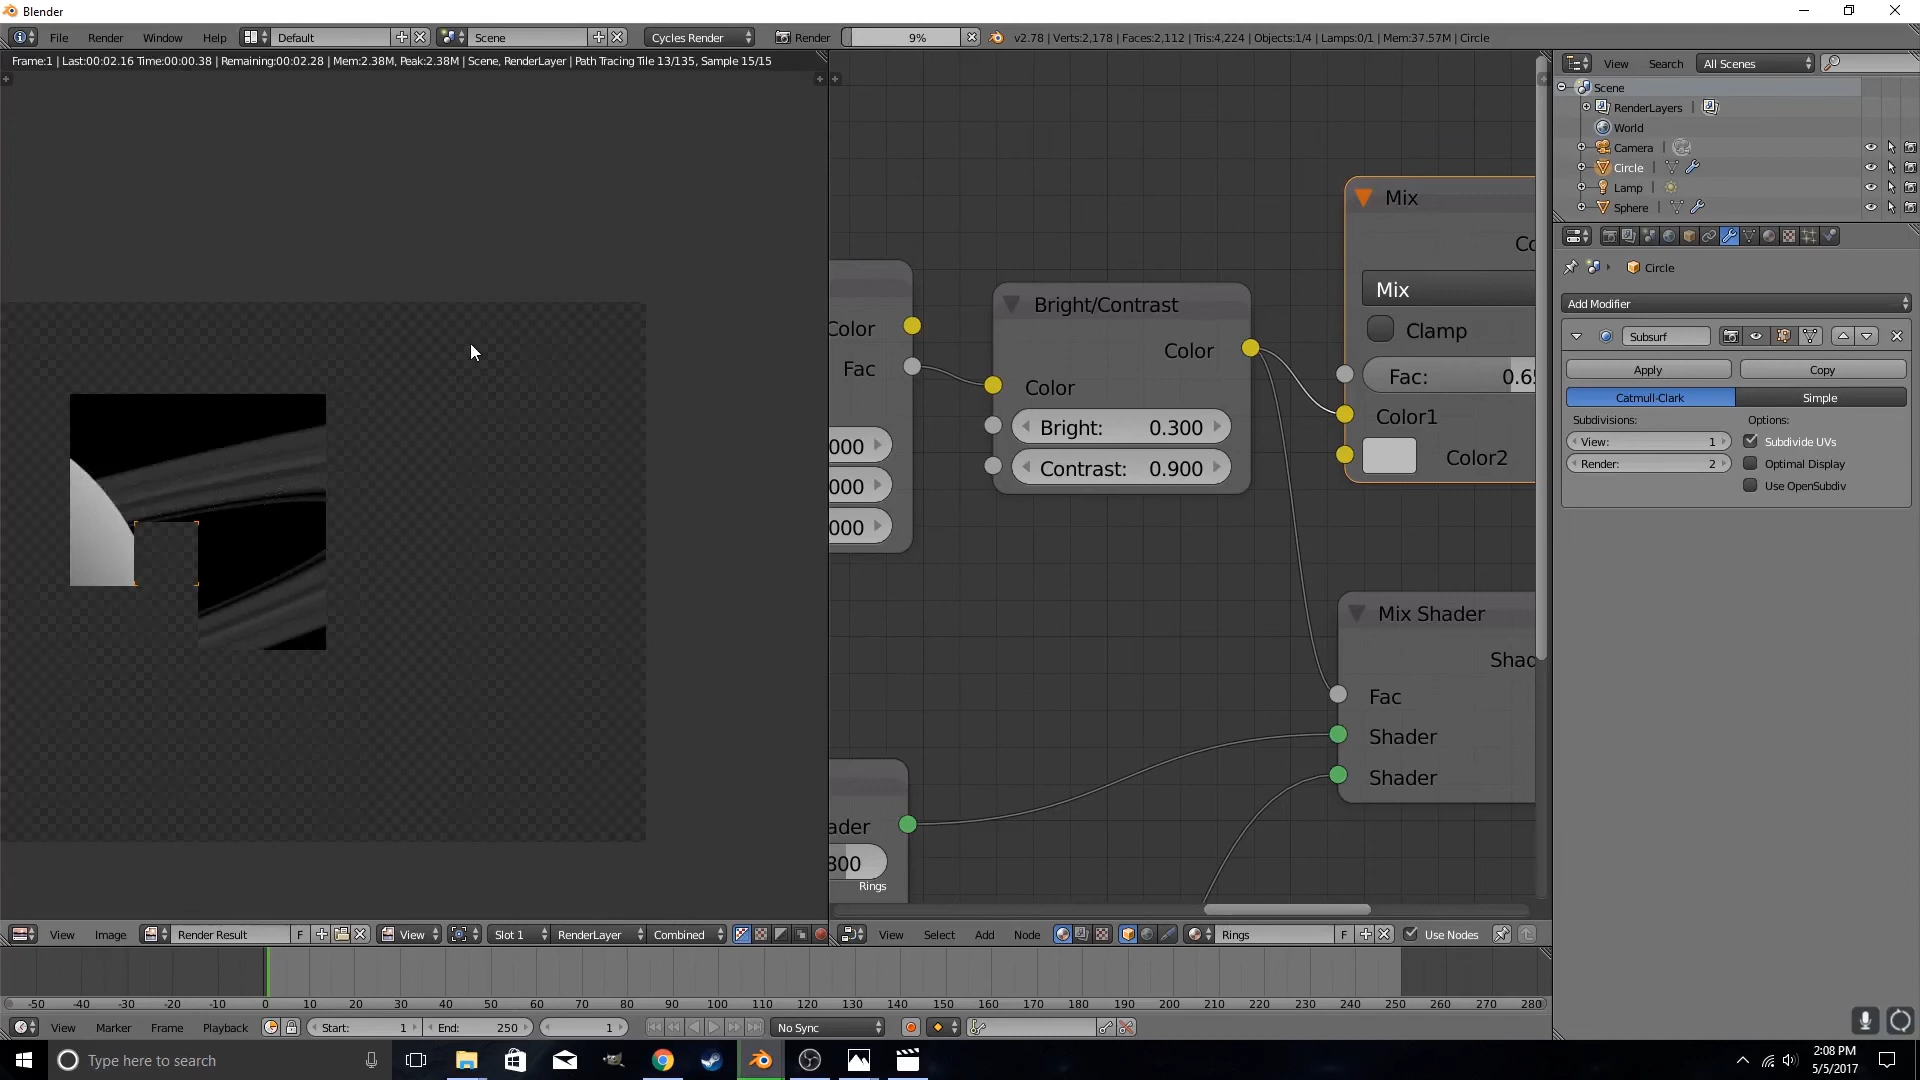 Blender
File Render Window Help Default Scene Cycles Render Render 9% v2.78 | Verts:2,178 | Faces:2,112 | Tris:4,224 | Objects:1/4 | Lamps:0/1 | Mem:37.57M | Circle
Frame:1 | Last:00:02.16 Time:00:00.38 | Remaining:00:02.28 | Mem:2.38M, Peak:2.38M | Scene, RenderLayer | Path Tracing Tile 13/135, Sample 15/15
View Search All Scenes
Scene
RenderLayers
World
Camera
Circle
Lamp
Sphere
Circle
Add Modifier
Subsurf
Apply Copy
Catmull-Clark Simple
Subdivisions: Options:
View: 1 Subdivide UVs
Render: 2 Optimal Display
Use OpenSubdiv
Color
Fac
000
000
000
Bright/Contrast
Color
Color
Bright: 0.300
Contrast: 0.900
Mix
Co
Mix
Clamp
Fac: 0.65
Color1
Color2
Mix Shader
Shad
Fac
Shader
Shader
ader
800
Rings
View Image Render Result F View Slot 1 RenderLayer Combined
View Select Add Node Rings F Use Nodes
-50 -40 -30 -20 -10 0 10 20 30 40 50 60 70 80 90 100 110 120 130 140 150 160 170 180 190 200 210 220 230 240 250 260 270 280
View Marker Frame Playback Start: 1 End: 250 1 No Sync
Type here to search
2:08 PM
5/5/2017